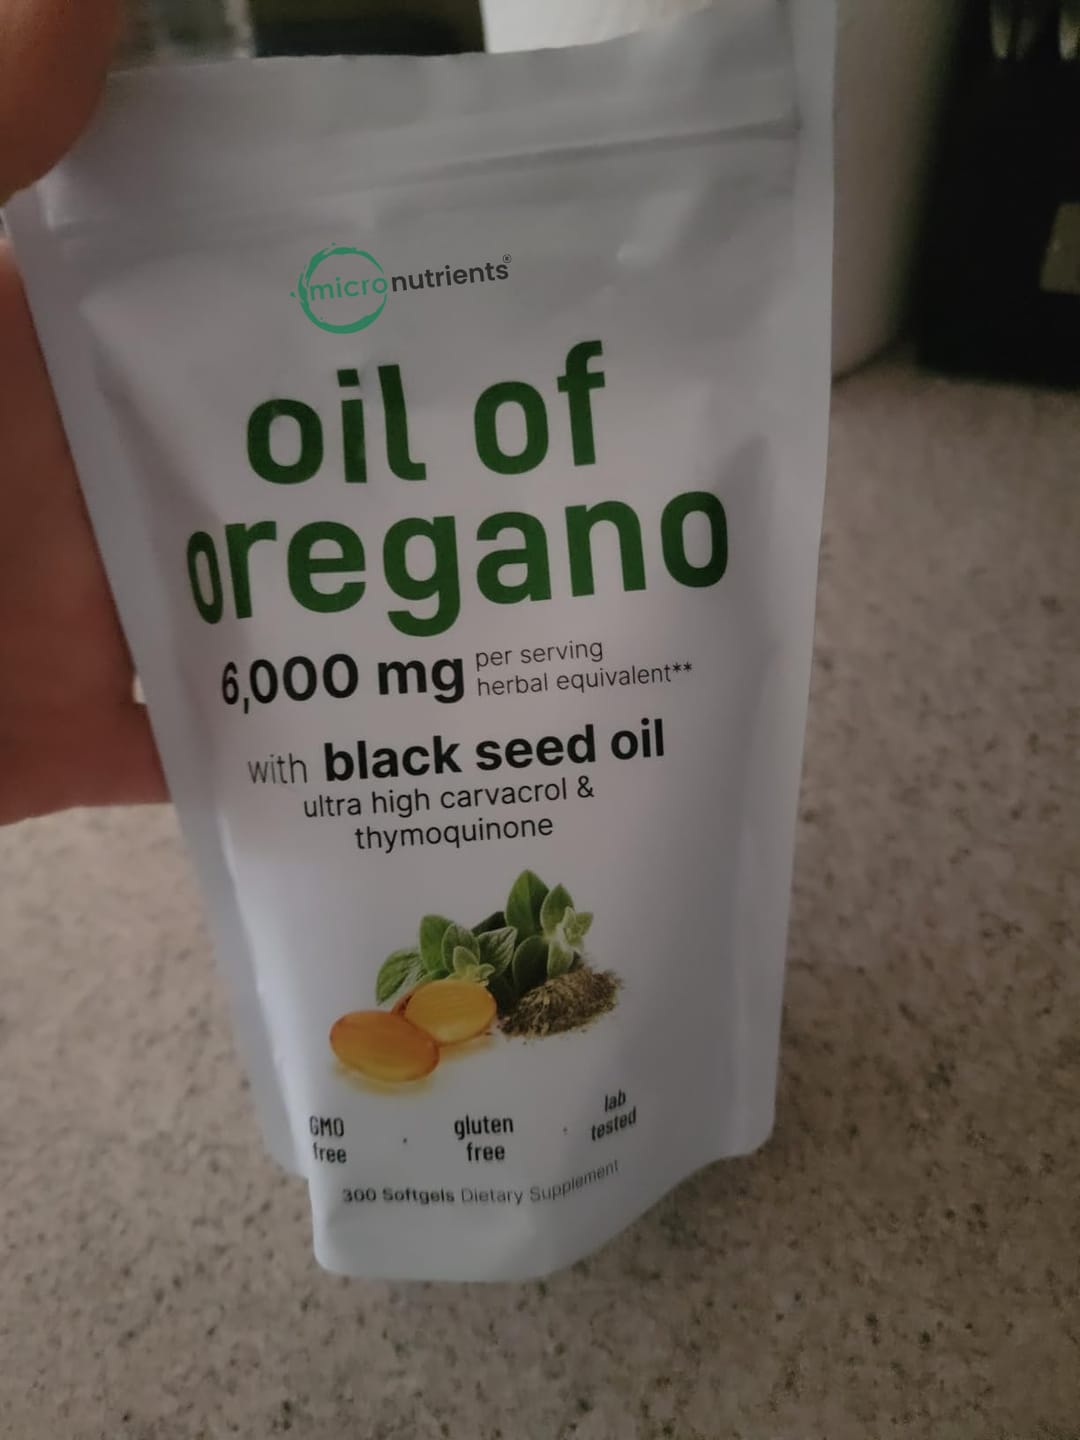 micronutrients®
oil of
oregano
6,000 mg per serving
herbal equivalent**
with black seed oil
ultra high carvacrol &
thymoquinone
GMO
free
·
gluten
free
·
lab
tested
300 Softgels Dietary Supplement